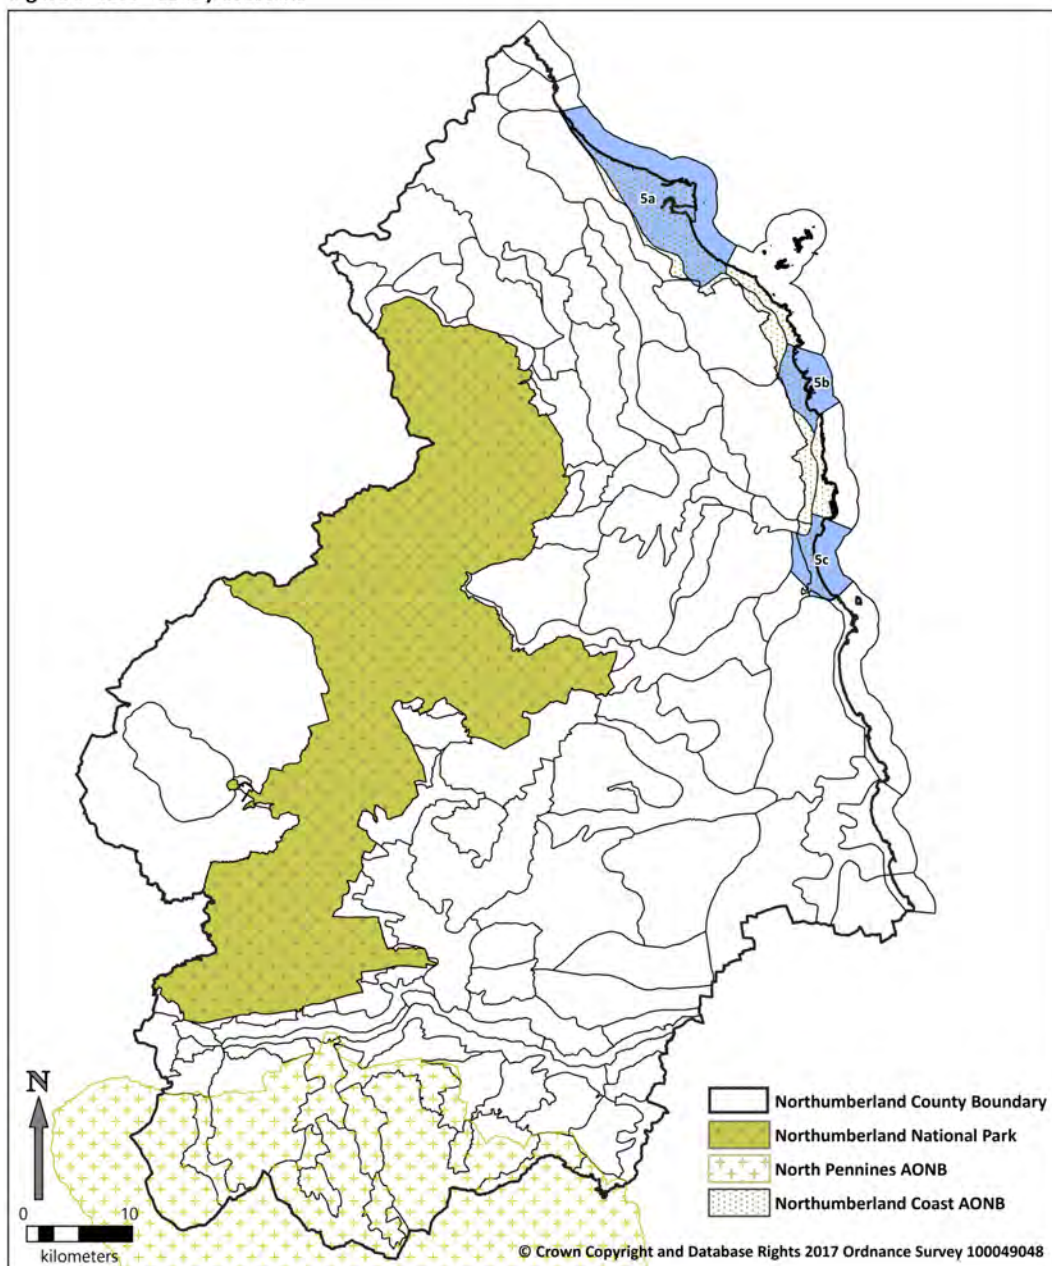 5a
5b
5c
N
0 10
kilometers
Northumberland County Boundary
Northumberland National Park
North Pennines AONB
Northumberland Coast AONB
© Crown Copyright and Database Rights 2017 Ordnance Survey 100049048